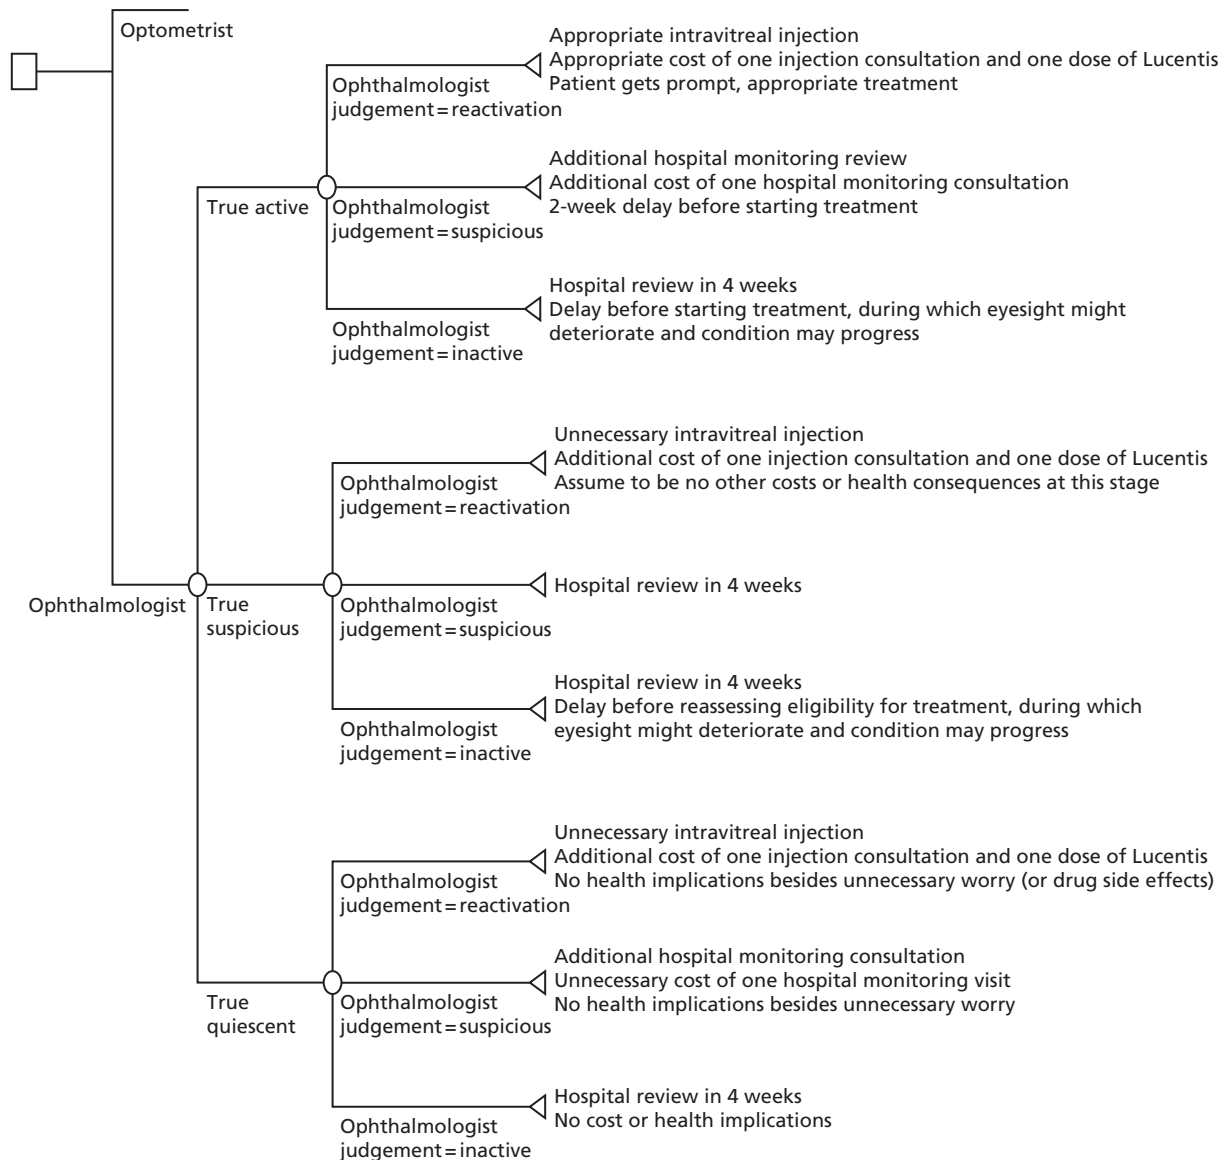 Optometrist
Appropriate intravitreal injection
Appropriate cost of one injection consultation and one dose of Lucentis
Patient gets prompt, appropriate treatment
Ophthalmologist
judgement=reactivation
Additional hospital monitoring review
Additional cost of one hospital monitoring consultation
2-week delay before starting treatment
True active
Ophthalmologist
judgement=suspicious
Hospital review in 4 weeks
Delay before starting treatment, during which eyesight might
deteriorate and condition may progress
Ophthalmologist
judgement=inactive
Unnecessary intravitreal injection
Additional cost of one injection consultation and one dose of Lucentis
Assume to be no other costs or health consequences at this stage
Ophthalmologist
judgement=reactivation
Hospital review in 4 weeks
Ophthalmologist
True
suspicious
Ophthalmologist
judgement=suspicious
Hospital review in 4 weeks
Delay before reassessing eligibility for treatment, during which
eyesight might deteriorate and condition may progress
Ophthalmologist
judgement=inactive
Unnecessary intravitreal injection
Additional cost of one injection consultation and one dose of Lucentis
No health implications besides unnecessary worry (or drug side effects)
Ophthalmologist
judgement=reactivation
Additional hospital monitoring consultation
Unnecessary cost of one hospital monitoring visit
No health implications besides unnecessary worry
True
quiescent
Ophthalmologist
judgement=suspicious
Hospital review in 4 weeks
No cost or health implications
Ophthalmologist
judgement=inactive